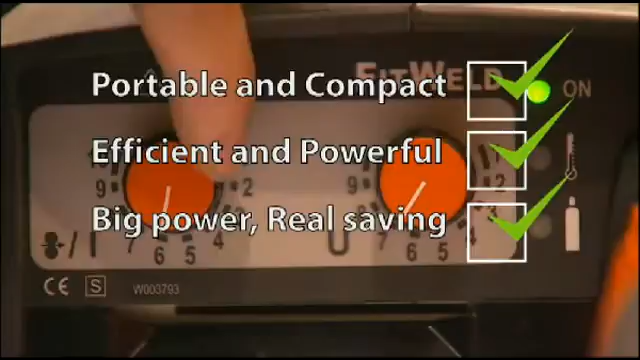 FITWELD
Portable and Compact
ON
Efficient and Powerful
9 2 9 1 2
Big power, Real saving
/ I 7 6 5 4 U 7 6 5 4
CE S W003793